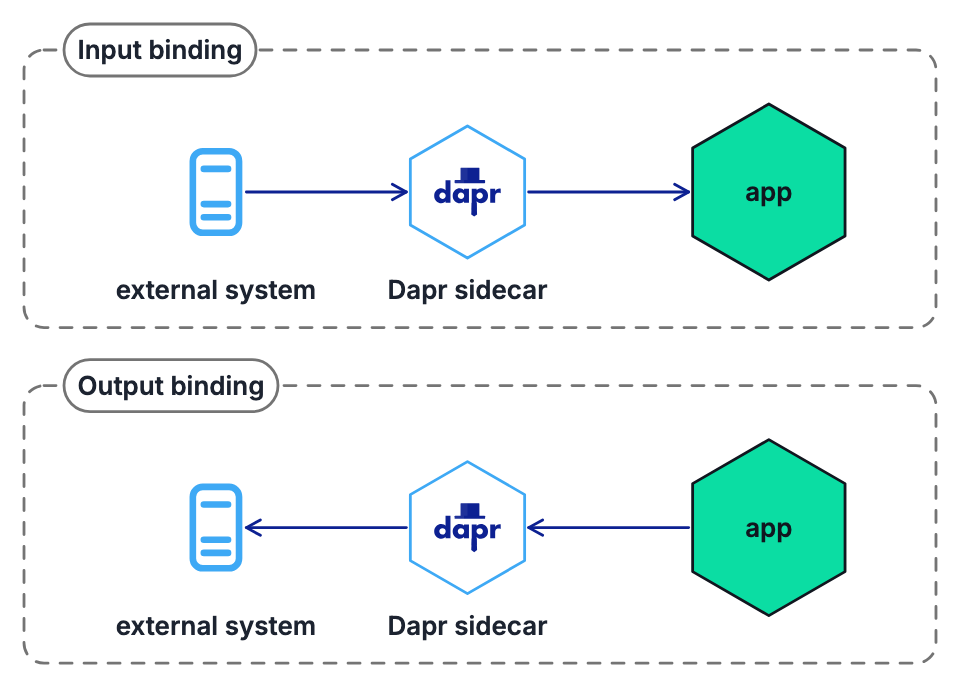 Input binding
dapr
app
external system
Dapr sidecar
Output binding
dapr
app
external system
Dapr sidecar